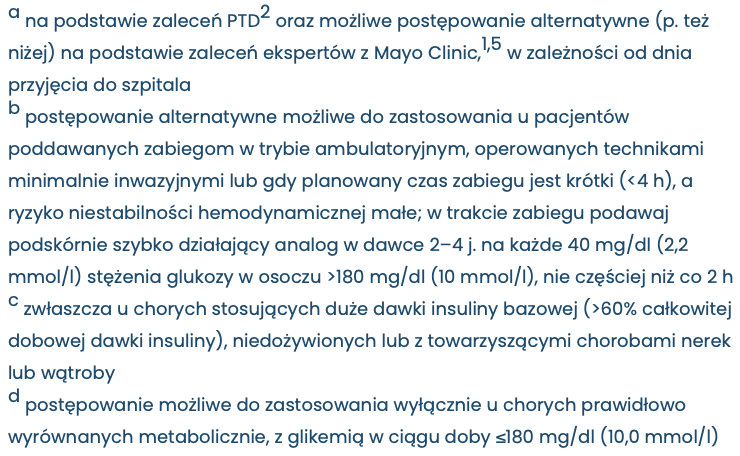 a na podstawie zaleceń PTD2 oraz możliwe postępowanie alternatywne (p. też
niżej) na podstawie zaleceń ekspertów z Mayo Clinic,1,5 w zależności od dnia
przyjęcia do szpitala
b postępowanie alternatywne możliwe do zastosowania u pacjentów
poddawanych zabiegom w trybie ambulatoryjnym, operowanych technikami
minimalnie inwazyjnymi lub gdy planowany czas zabiegu jest krótki (<4 h), a
ryzyko niestabilności hemodynamicznej małe; w trakcie zabiegu podawaj
podskórnie szybko działający analog w dawce 2–4 j. na każde 40 mg/dl (2,2
mmol/l) stężenia glukozy w osoczu >180 mg/dl (10 mmol/l), nie częściej niż co 2 h
c zwłaszcza u chorych stosujących duże dawki insuliny bazowej (>60% całkowitej
dobowej dawki insuliny), niedożywionych lub z towarzyszącymi chorobami nerek
lub wątroby
d postępowanie możliwe do zastosowania wyłącznie u chorych prawidłowo
wyrównanych metabolicznie, z glikemią w ciągu doby ≤180 mg/dl (10,0 mmol/l)